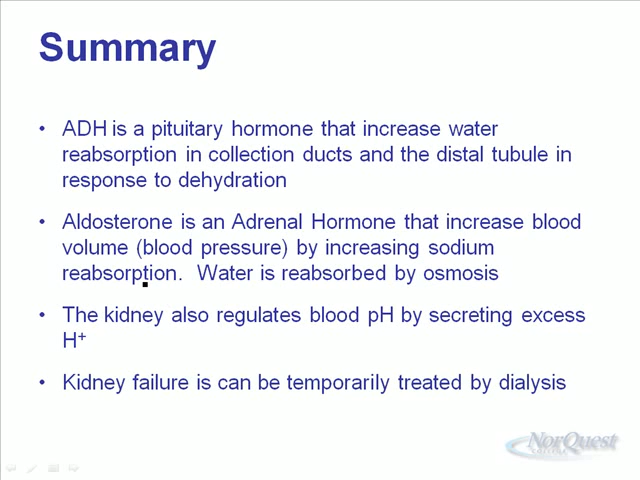 Summary
• ADH is a pituitary hormone that increase water
reabsorption in collection ducts and the distal tubule in
response to dehydration
• Aldosterone is an Adrenal Hormone that increase blood
volume (blood pressure) by increasing sodium
reabsorption.  Water is reabsorbed by osmosis
• The kidney also regulates blood pH by secreting excess
H⁺
• Kidney failure is can be temporarily treated by dialysis
NorQuest